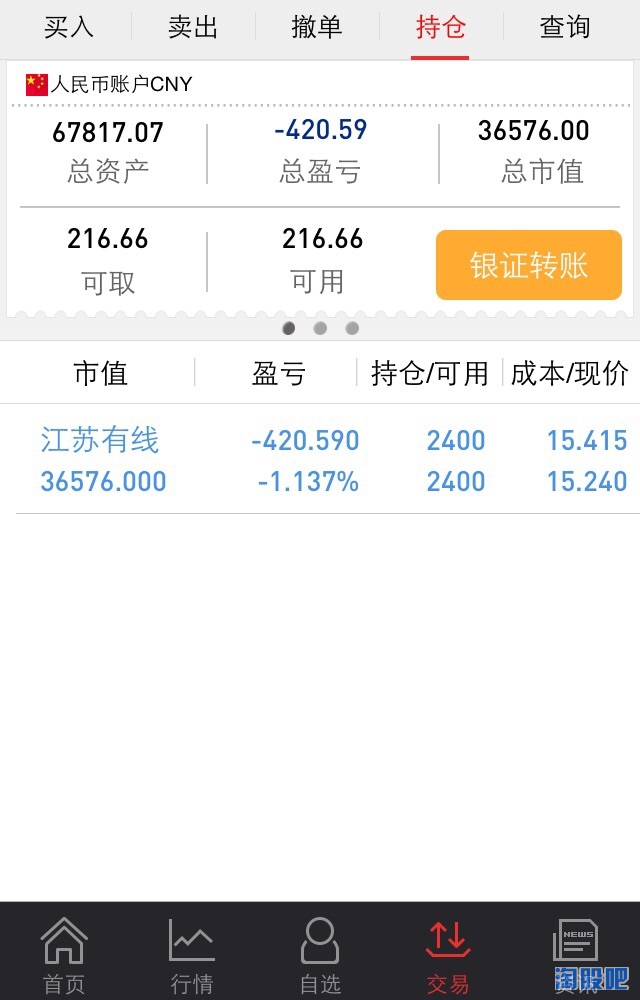 买入 卖出 撤单 持仓 查询
人民币账户CNY
67817.07 -420.59 36576.00
总资产 总盈亏 总市值
216.66 216.66
可取 可用 银证转账
市值 盈亏 持仓/可用 成本/现价
江苏有线 -420.590 2400 15.415
36576.000 -1.137% 2400 15.240
NEWS
首页 行情 自选 交易 资讯
淘股吧